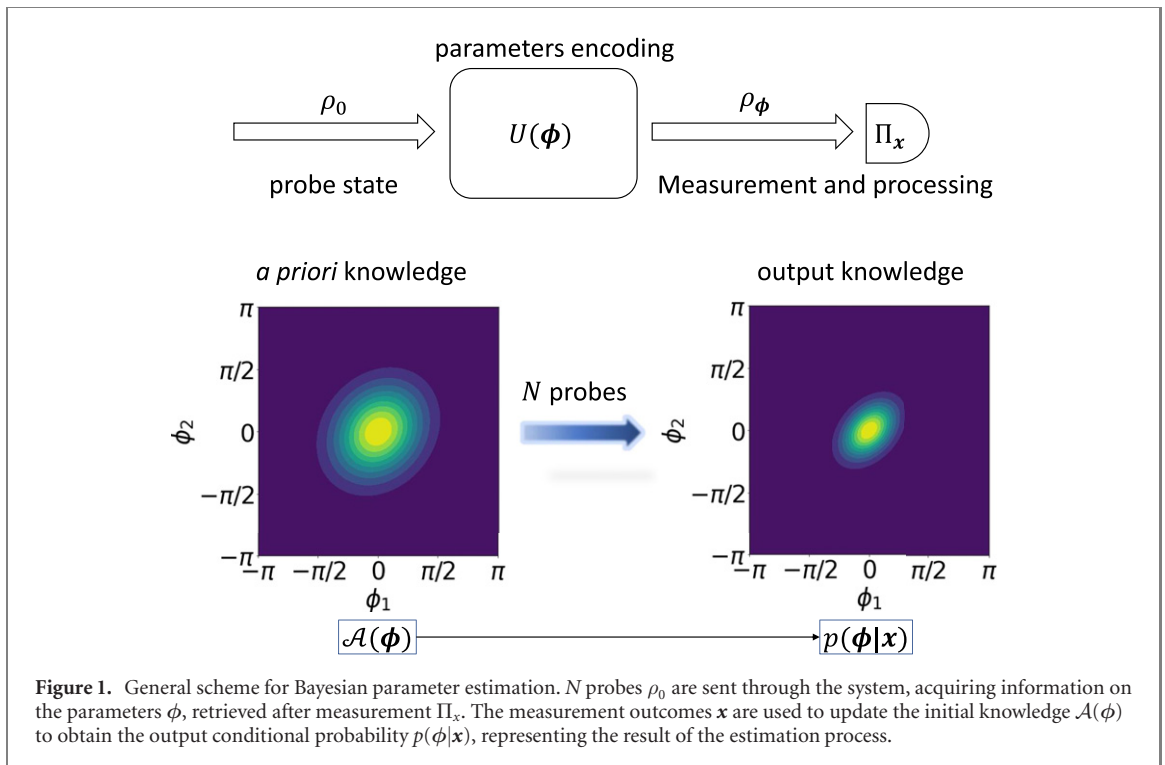 parameters encoding
ρ₀
U(ϕ)
ρ_ϕ
Π_x
probe state
Measurement and processing
a priori knowledge
output knowledge
π
π/2
0
−π/2
−π
ϕ₂
−π −π/2 0 π/2 π
ϕ₁
N probes
π
π/2
0
−π/2
−π
ϕ₂
−π −π/2 0 π/2 π
ϕ₁
𝒜(ϕ)
p(ϕ|x)
Figure 1. General scheme for Bayesian parameter estimation. N probes ρ₀ are sent through the system, acquiring information on
the parameters ϕ, retrieved after measurement Πₓ. The measurement outcomes x are used to update the initial knowledge 𝒜(ϕ)
to obtain the output conditional probability p(ϕ|x), representing the result of the estimation process.